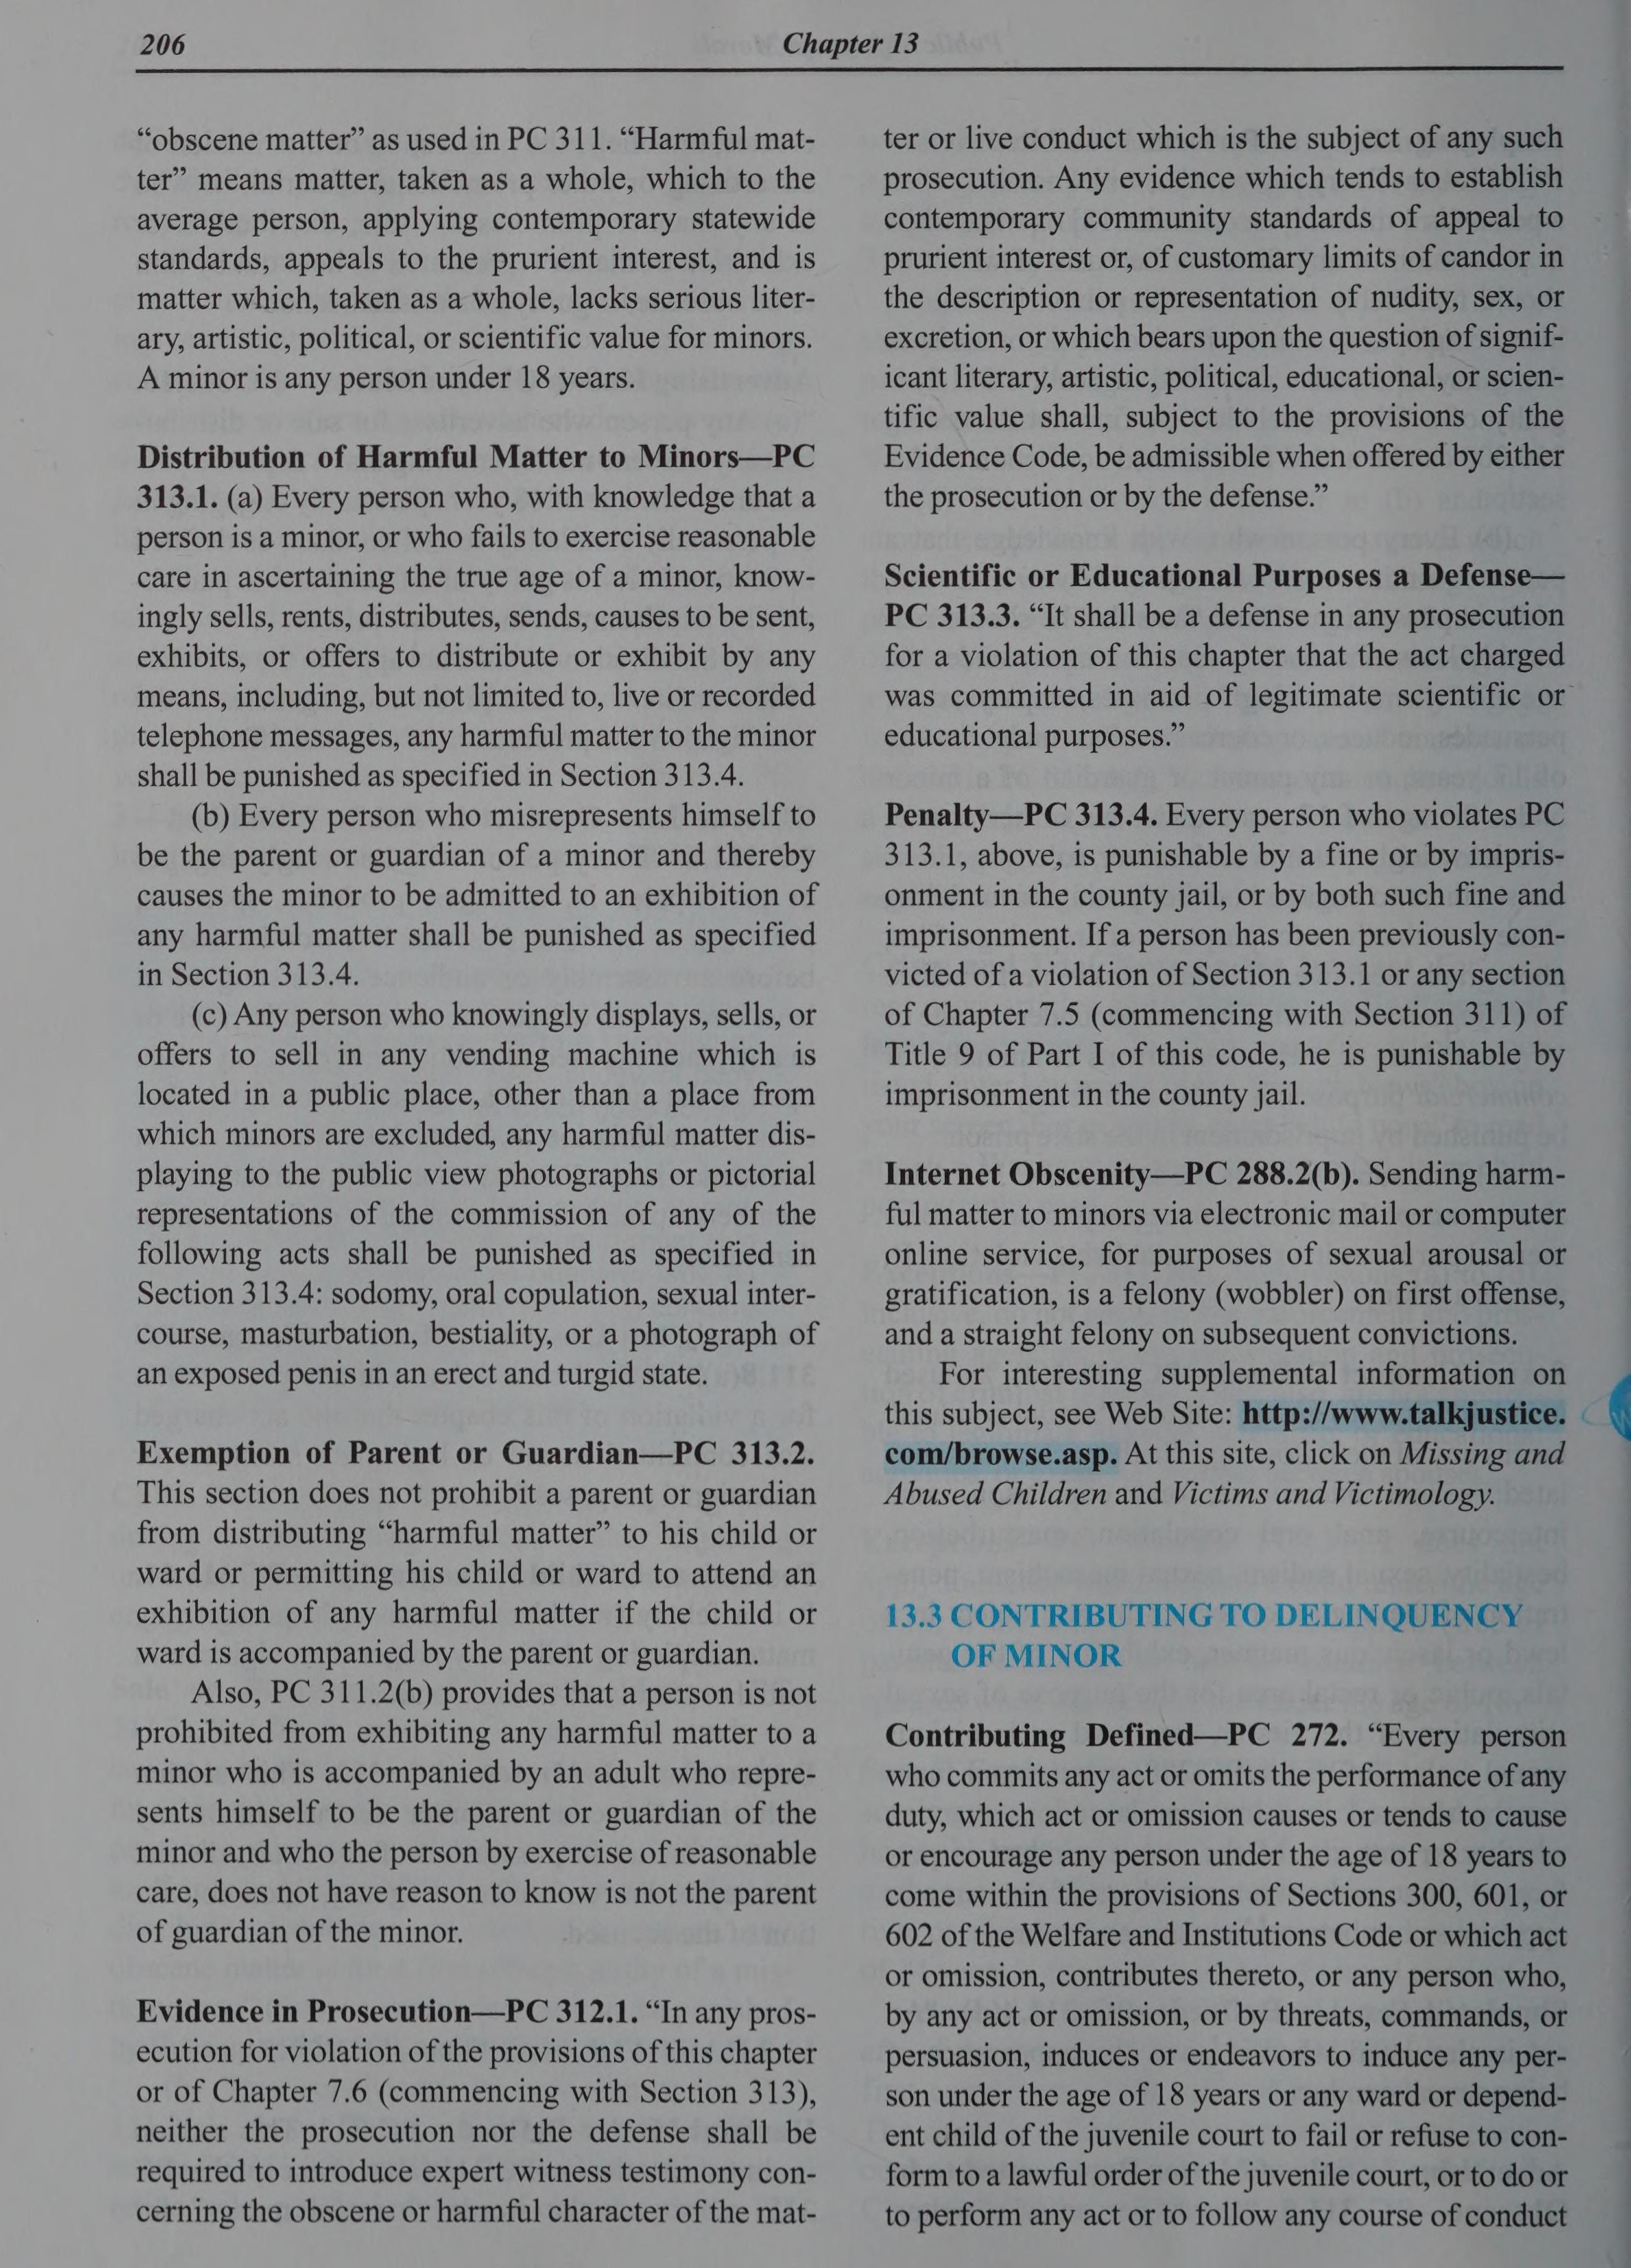 206
Chapter 13
“obscene matter” as used in PC 311. “Harmful mat-
ter” means matter, taken as a whole, which to the
average person, applying contemporary statewide
standards, appeals to the prurient interest, and is
matter which, taken as a whole, lacks serious liter-
ary, artistic, political, or scientific value for minors.
A minor is any person under 18 years.
Distribution of Harmful Matter to Minors—PC
313.1. (a) Every person who, with knowledge that a
person is a minor, or who fails to exercise reasonable
care in ascertaining the true age of a minor, know-
ingly sells, rents, distributes, sends, causes to be sent,
exhibits, or offers to distribute or exhibit by any
means, including, but not limited to, live or recorded
telephone messages, any harmful matter to the minor
shall be punished as specified in Section 313.4.
(b) Every person who misrepresents himself to
be the parent or guardian of a minor and thereby
causes the minor to be admitted to an exhibition of
any harmful matter shall be punished as specified
in Section 313.4.
(c) Any person who knowingly displays, sells, or
offers to sell in any vending machine which is
located in a public place, other than a place from
which minors are excluded, any harmful matter dis-
playing to the public view photographs or pictorial
representations of the commission of any of the
following acts shall be punished as specified in
Section 313.4: sodomy, oral copulation, sexual inter-
course, masturbation, bestiality, or a photograph of
an exposed penis in an erect and turgid state.
Exemption of Parent or Guardian—PC 313.2.
This section does not prohibit a parent or guardian
from distributing “harmful matter” to his child or
ward or permitting his child or ward to attend an
exhibition of any harmful matter if the child or
ward is accompanied by the parent or guardian.
Also, PC 311.2(b) provides that a person is not
prohibited from exhibiting any harmful matter to a
minor who is accompanied by an adult who repre-
sents himself to be the parent or guardian of the
minor and who the person by exercise of reasonable
care, does not have reason to know is not the parent
of guardian of the minor.
Evidence in Prosecution—PC 312.1. “In any pros-
ecution for violation of the provisions of this chapter
or of Chapter 7.6 (commencing with Section 313),
neither the prosecution nor the defense shall be
required to introduce expert witness testimony con-
cerning the obscene or harmful character of the mat-
ter or live conduct which is the subject of any such
prosecution. Any evidence which tends to establish
contemporary community standards of appeal to
prurient interest or, of customary limits of candor in
the description or representation of nudity, sex, or
excretion, or which bears upon the question of signif-
icant literary, artistic, political, educational, or scien-
tific value shall, subject to the provisions of the
Evidence Code, be admissible when offered by either
the prosecution or by the defense.”
Scientific or Educational Purposes a Defense—
PC 313.3. “It shall be a defense in any prosecution
for a violation of this chapter that the act charged
was committed in aid of legitimate scientific or
educational purposes.”
Penalty—PC 313.4. Every person who violates PC
313.1, above, is punishable by a fine or by impris-
onment in the county jail, or by both such fine and
imprisonment. If a person has been previously con-
victed of a violation of Section 313.1 or any section
of Chapter 7.5 (commencing with Section 311) of
Title 9 of Part I of this code, he is punishable by
imprisonment in the county jail.
Internet Obscenity—PC 288.2(b). Sending harm-
ful matter to minors via electronic mail or computer
online service, for purposes of sexual arousal or
gratification, is a felony (wobbler) on first offense,
and a straight felony on subsequent convictions.
For interesting supplemental information on
this subject, see Web Site: http://www.talkjustice.
com/browse.asp. At this site, click on Missing and
Abused Children and Victims and Victimology.
13.3 CONTRIBUTING TO DELINQUENCY
OF MINOR
Contributing Defined—PC 272. “Every person
who commits any act or omits the performance of any
duty, which act or omission causes or tends to cause
or encourage any person under the age of 18 years to
come within the provisions of Sections 300, 601, or
602 of the Welfare and Institutions Code or which act
or omission, contributes thereto, or any person who,
by any act or omission, or by threats, commands, or
persuasion, induces or endeavors to induce any per-
son under the age of 18 years or any ward or depend-
ent child of the juvenile court to fail or refuse to con-
form to a lawful order of the juvenile court, or to do or
to perform any act or to follow any course of conduct